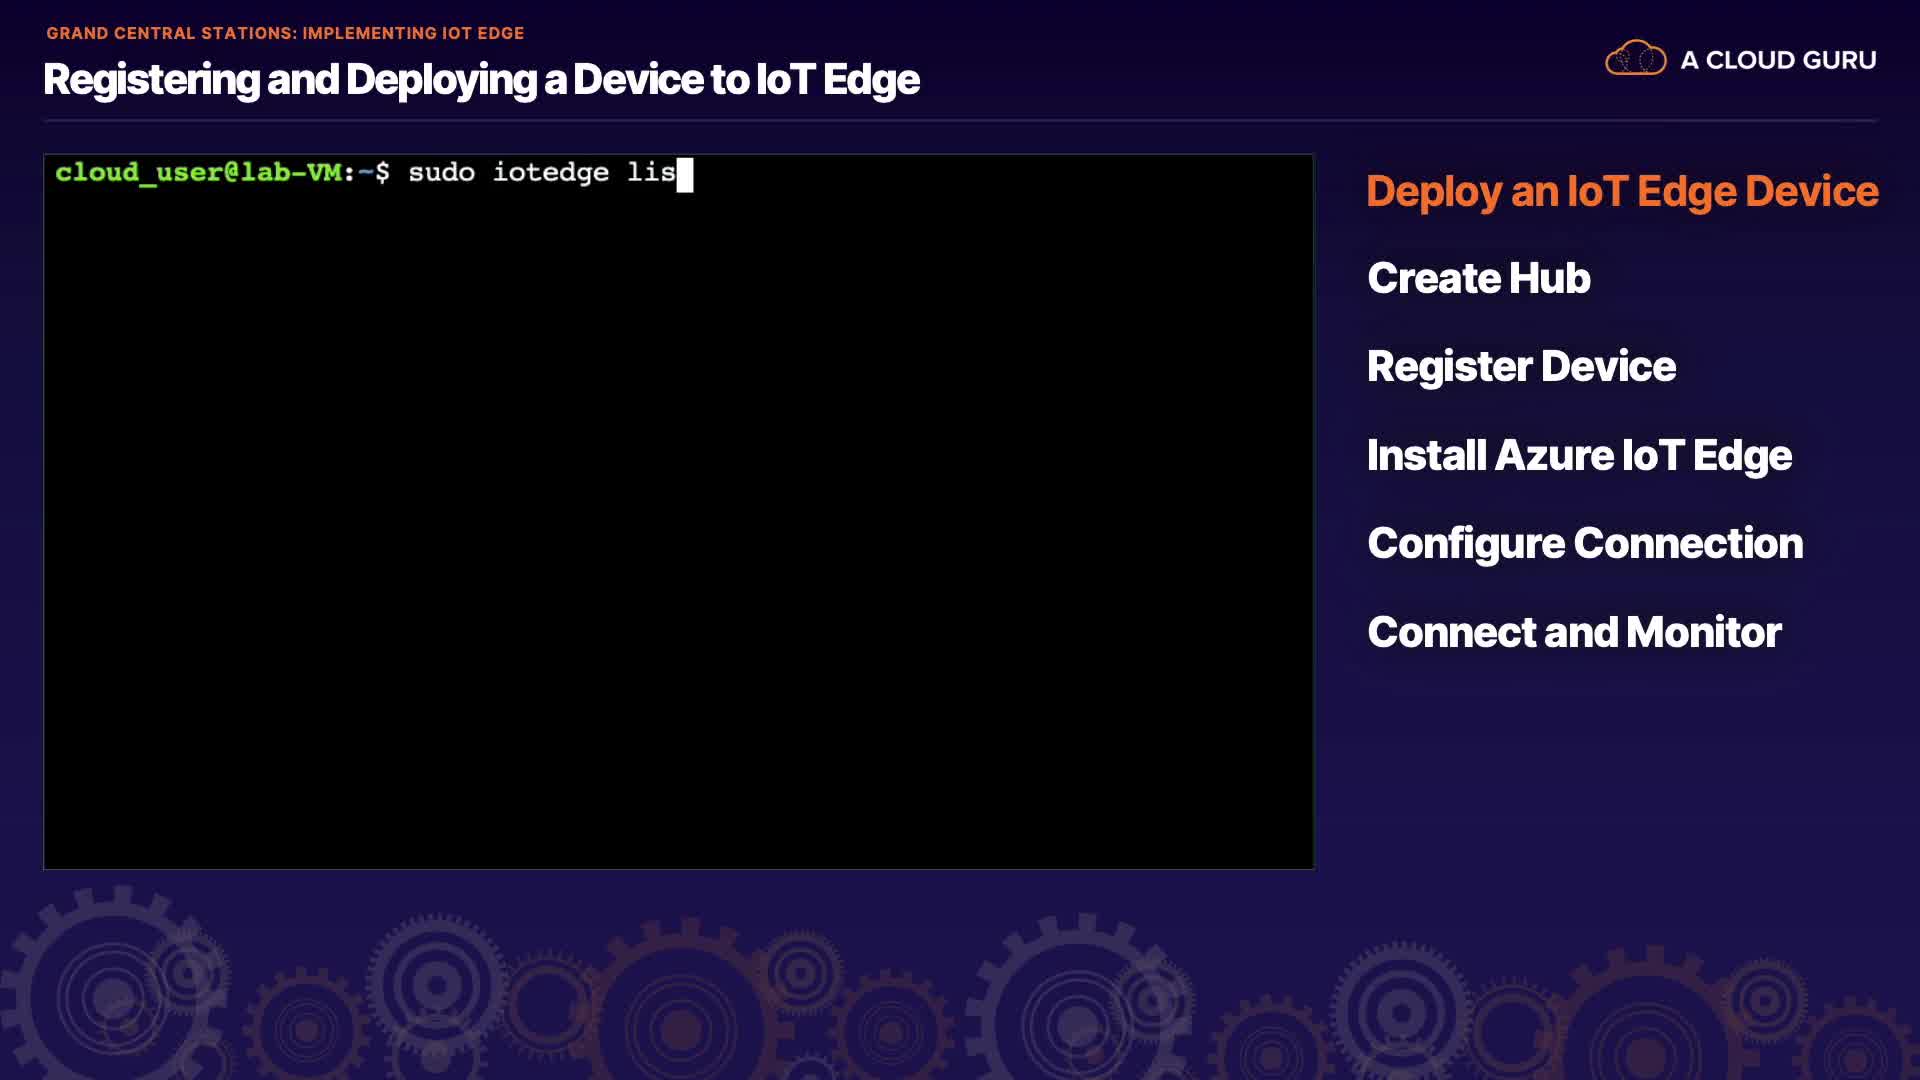 GRAND CENTRAL STATIONS: IMPLEMENTING IOT EDGE
Registering and Deploying a Device to IoT Edge
A CLOUD GURU
cloud_user@lab-VM:~$ sudo iotedge lis
Deploy an IoT Edge Device
Create Hub
Register Device
Install Azure IoT Edge
Configure Connection
Connect and Monitor